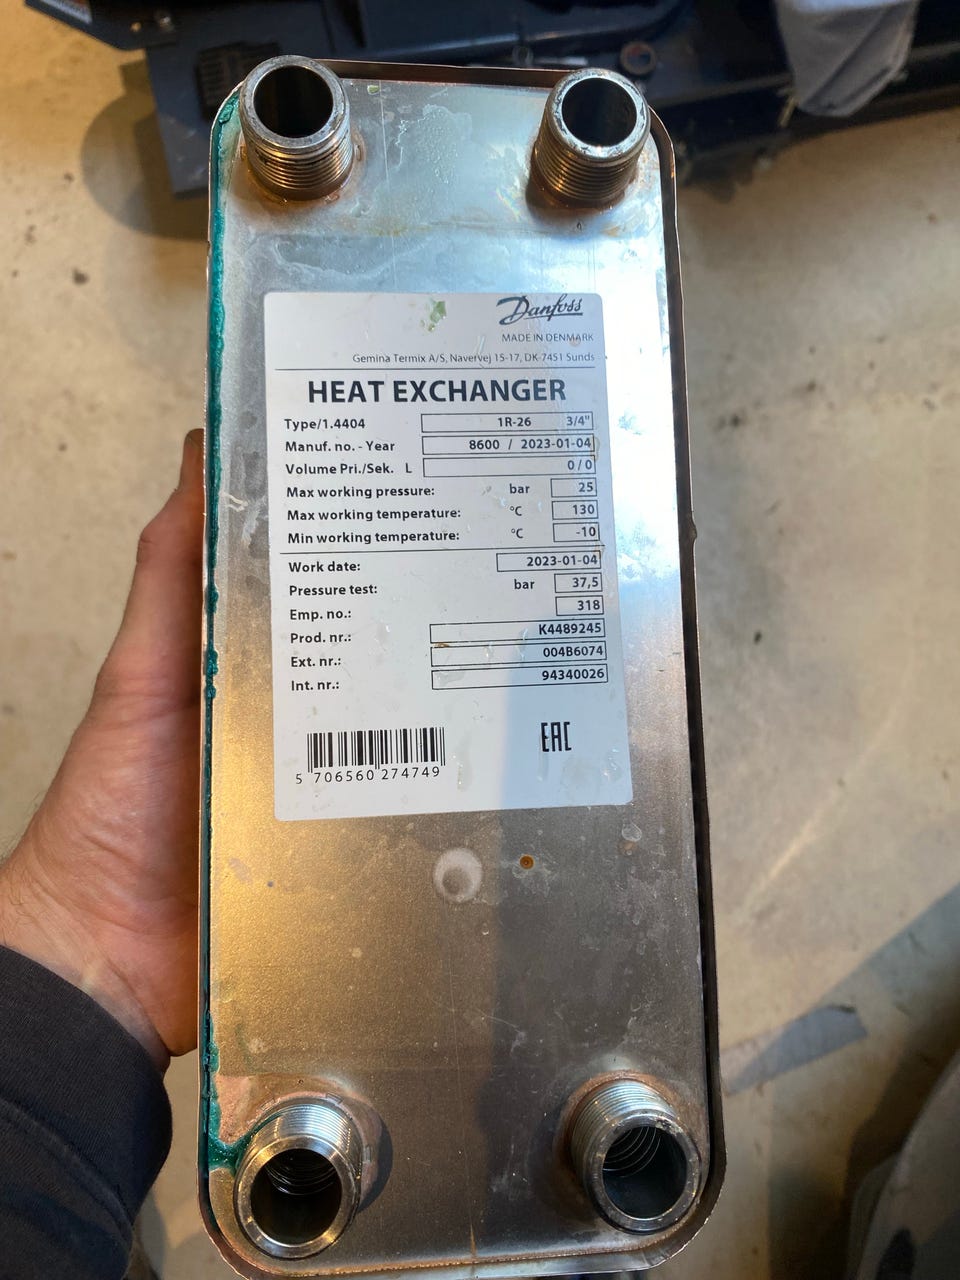 Danfoss
MADE IN DENMARK
Gemina Termix A/S, Navervej 15-17, DK-7451 Sunds
HEAT EXCHANGER
Type/1.4404 1R-26 3/4"
Manuf. no. - Year 8600 / 2023-01-04
Volume Pri./Sek. L 0 / 0
Max working pressure: bar 25
Max working temperature: °C 130
Min working temperature: °C -10
Work date: 2023-01-04
Pressure test: bar 37,5
Emp. no.: 318
Prod. nr.: K4489245
Ext. nr.: 004B6074
Int. nr.: 94340026
EAC
5 706560 274749